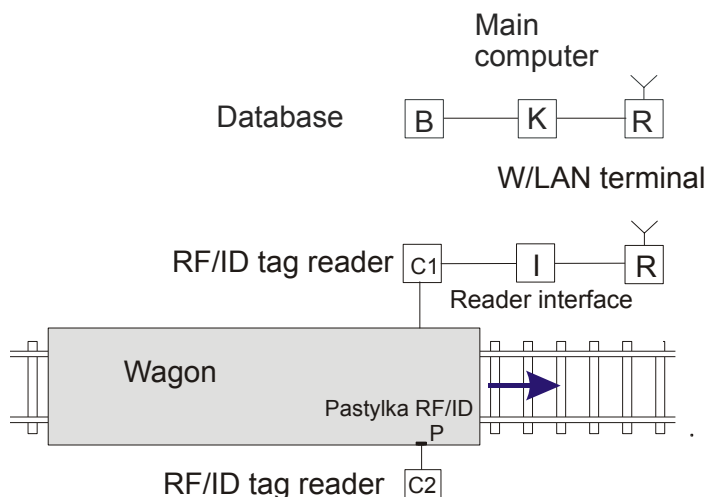 Main
computer
Database B K R
W/LAN terminal
RF/ID tag reader C1 I R
Reader interface
Wagon
Pastylka RF/ID
P
.
RF/ID tag reader C2